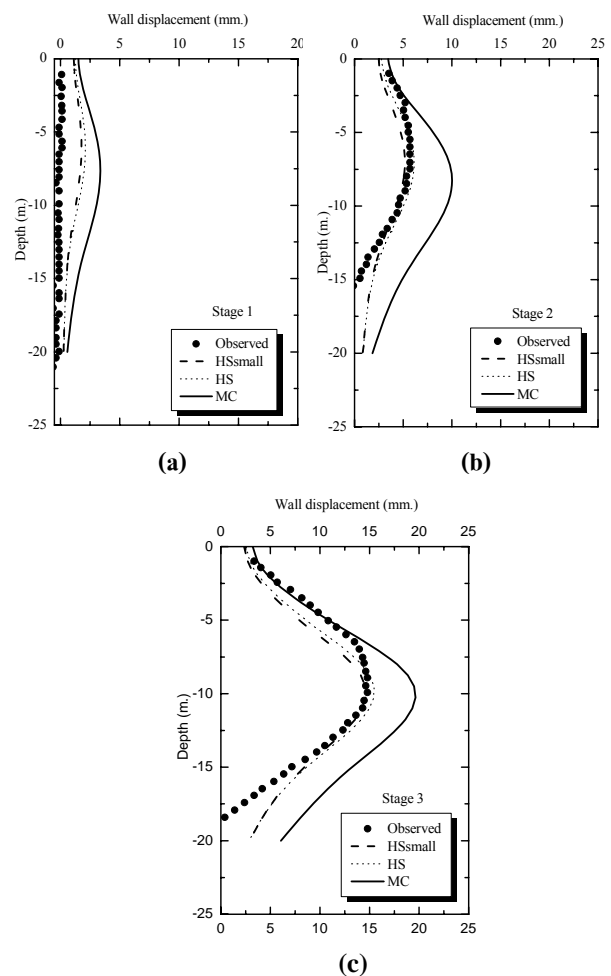 Wall displacement (mm.)
0 5 10 15 20
0
-5
-10
-15
-20
-25
Depth (m.)
Stage 1
Observed
HSsmall
HS
MC
(a)
Wall displacement (mm.)
0 5 10 15 20 25
0
-5
-10
-15
-20
-25
Depth (m.)
Stage 2
Observed
HSsmall
HS
MC
(b)
Wall displacement (mm.)
0 5 10 15 20 25
0
-5
-10
-15
-20
-25
Depth (m.)
Stage 3
Observed
HSsmall
HS
MC
0 5 10 15 20 25
(c)